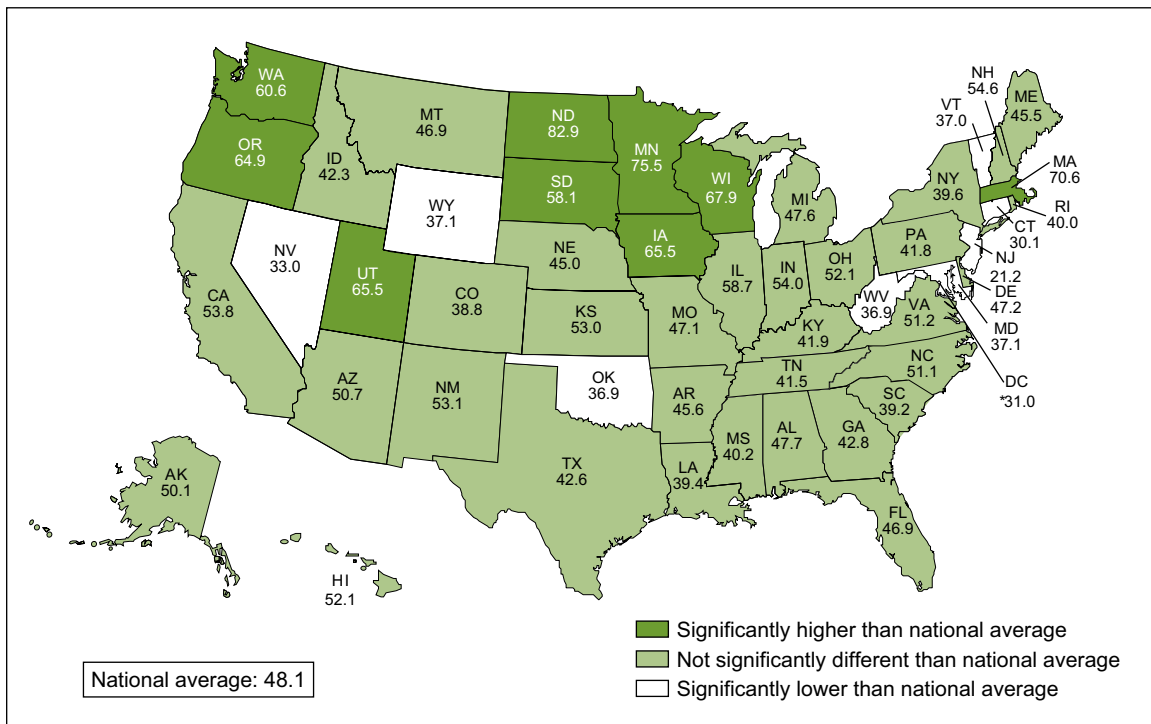 WA
60.6
OR
64.9
ID
42.3
MT
46.9
ND
82.9
MN
75.5
WI
67.9
SD
58.1
WY
37.1
IA
65.5
NE
45.0
NV
33.0
UT
65.5
CO
38.8
CA
53.8
KS
53.0
MO
47.1
IL
58.7
IN
54.0
OH
52.1
MI
47.6
PA
41.8
NY
39.6
VT
37.0
NH
54.6
ME
45.5
MA
70.6
RI
40.0
CT
30.1
NJ
21.2
DE
47.2
MD
37.1
DC
*31.0
WV
36.9
VA
51.2
KY
41.9
NC
51.1
TN
41.5
SC
39.2
AZ
50.7
NM
53.1
OK
36.9
AR
45.6
MS
40.2
AL
47.7
GA
42.8
LA
39.4
TX
42.6
FL
46.9
AK
50.1
HI
52.1
Significantly higher than national average
Not significantly different than national average
Significantly lower than national average
National average: 48.1